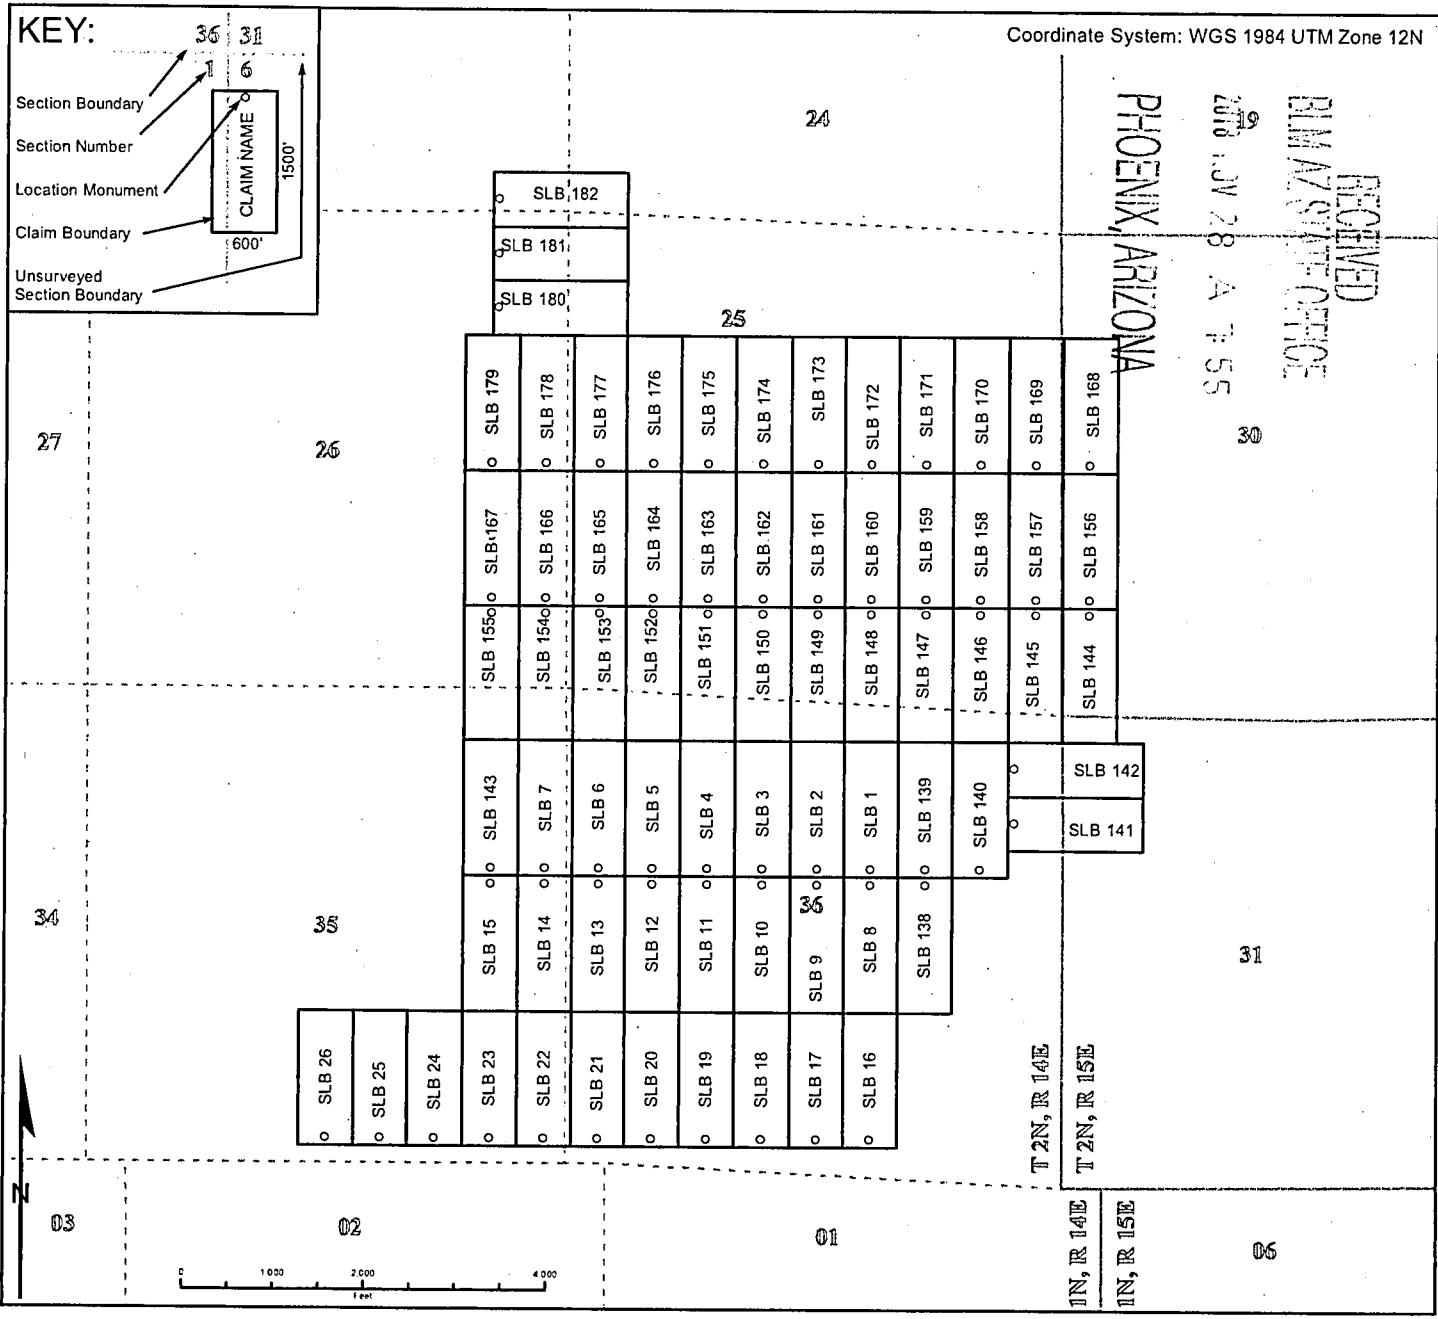 KEY:
36 31
1 6
Section Boundary
Section Number
Location Monument
Claim Boundary
Unsurveyed
Section Boundary
CLAIM NAME
1500'
600'
Coordinate System: WGS 1984 UTM Zone 12N
24
19
RECEIVED
BLM AZ STATE OFFICE
28 A 7:55
PHOENIX, ARIZONA
SLB 182
SLB 181
SLB 180
25
27
26
30
SLB 179
SLB 178
SLB 177
SLB 176
SLB 175
SLB 174
SLB 173
SLB 172
SLB 171
SLB 170
SLB 169
SLB 168
SLB 167
SLB 166
SLB 165
SLB 164
SLB 163
SLB 162
SLB 161
SLB 160
SLB 159
SLB 158
SLB 157
SLB 156
SLB 155
SLB 154
SLB 153
SLB 152
SLB 151
SLB 150
SLB 149
SLB 148
SLB 147
SLB 146
SLB 145
SLB 144
SLB 143
SLB 7
SLB 6
SLB 5
SLB 4
SLB 3
SLB 2
SLB 1
SLB 139
SLB 140
SLB 142
SLB 141
34
35
36
31
SLB 15
SLB 14
SLB 13
SLB 12
SLB 11
SLB 10
SLB 9
SLB 8
SLB 138
SLB 26
SLB 25
SLB 24
SLB 23
SLB 22
SLB 21
SLB 20
SLB 19
SLB 18
SLB 17
SLB 16
T 2N, R 14E
T 2N, R 15E
N
03
02
01
06
1N, R 14E
1N, R 15E
0 1 000 2,000 4 000
Feet